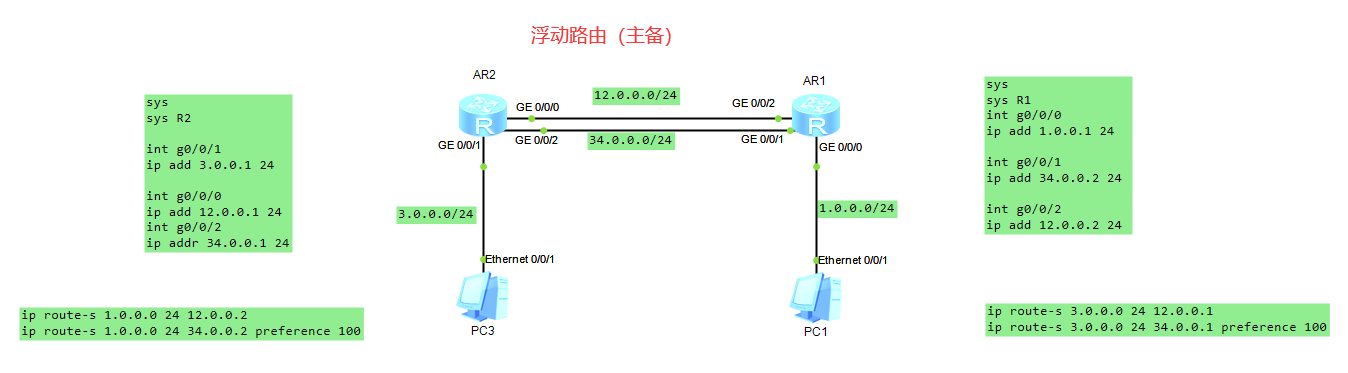 浮动路由（主备）
AR2
AR1
sys
sys R2
int g0/0/1
ip add 3.0.0.1 24
int g0/0/0
ip add 12.0.0.1 24
int g0/0/2
ip addr 34.0.0.1 24
GE 0/0/0
12.0.0.0/24
GE 0/0/2
R
R
GE 0/0/1
GE 0/0/2
34.0.0.0/24
GE 0/0/1
GE 0/0/0
sys
sys R1
int g0/0/0
ip add 1.0.0.1 24
int g0/0/1
ip add 34.0.0.2 24
int g0/0/2
ip add 12.0.0.2 24
3.0.0.0/24
1.0.0.0/24
Ethernet 0/0/1
Ethernet 0/0/1
PC3
PC1
ip route-s 1.0.0.0 24 12.0.0.2
ip route-s 1.0.0.0 24 34.0.0.2 preference 100
ip route-s 3.0.0.0 24 12.0.0.1
ip route-s 3.0.0.0 24 34.0.0.1 preference 100